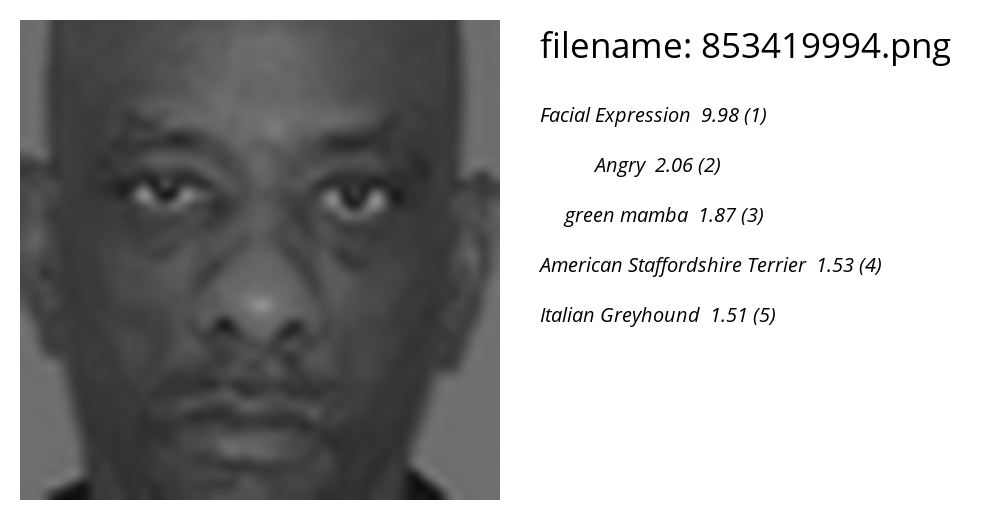 filename: 853419994.png
Facial Expression 9.98 (1)
Angry 2.06 (2)
green mamba 1.87 (3)
American Staffordshire Terrier 1.53 (4)
Italian Greyhound 1.51 (5)